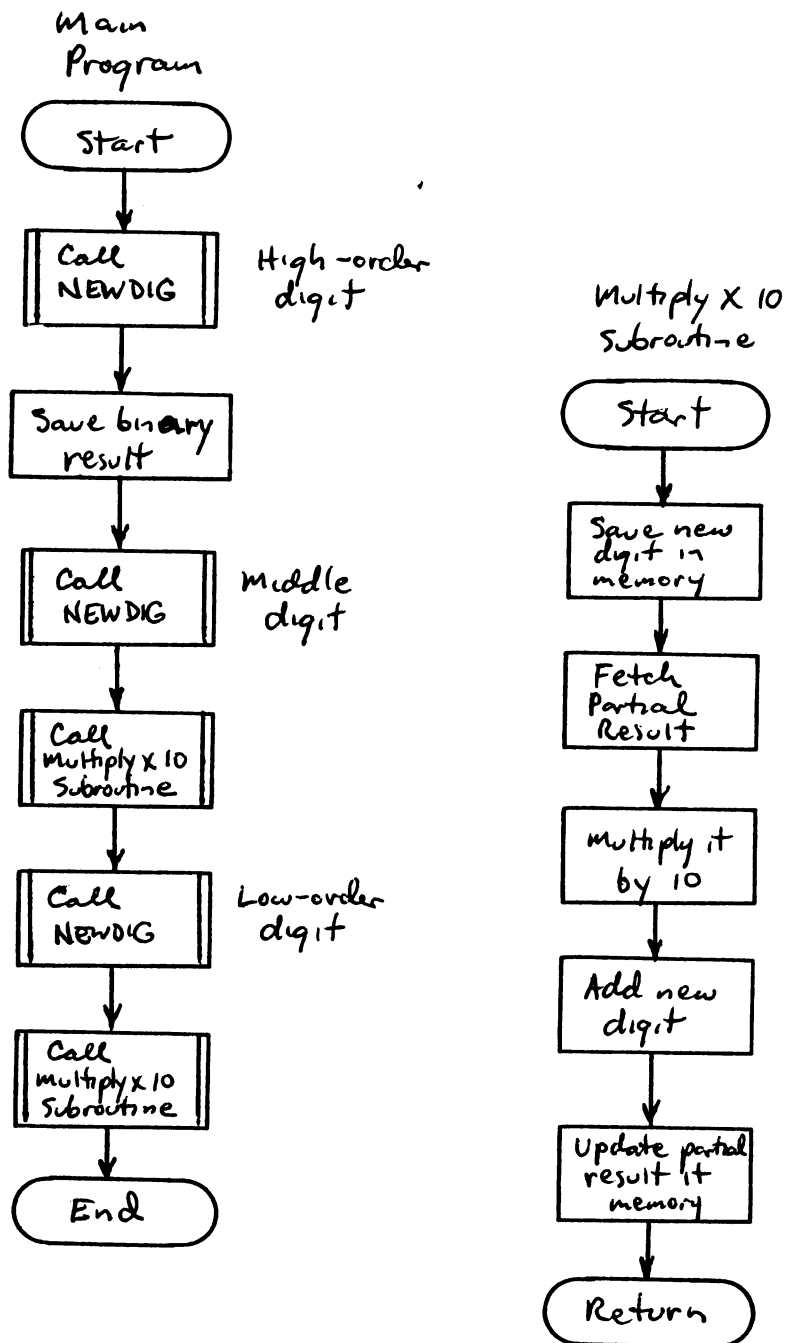 Main
Program
Start
Call
NEWDIG
High-order
digit
Save binary
result
Call
NEWDIG
Middle
digit
Call
Multiply x 10
Subroutine
Call
NEWDIG
Low-order
digit
Call
Multiply x 10
Subroutine
End
Multiply X 10
Subroutine
Start
Save new
digit in
memory
Fetch
Partial
Result
Multiply it
by 10
Add new
digit
Update partial
result it
memory
Return